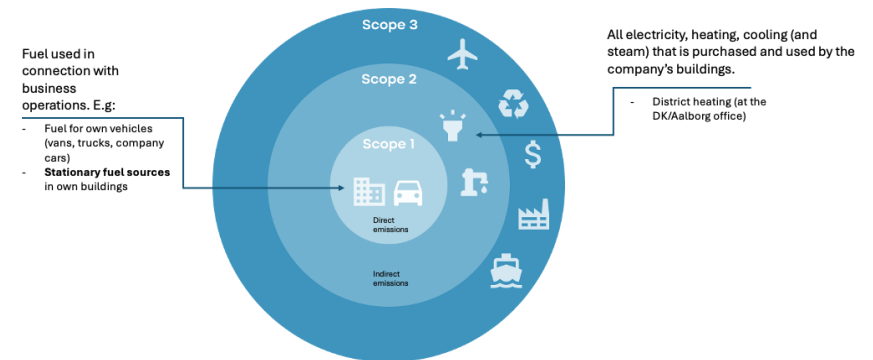 Fuel used in
connection with
business
operations. E.g:
- Fuel for own vehicles
(vans, trucks, company
cars)
- Stationary fuel sources
in own buildings
Scope 3
Scope 2
Scope 1
Direct
emissions
Indirect
emissions
All electricity, heating, cooling (and
steam) that is purchased and used by the
company’s buildings.
- District heating (at the
DK/Aalborg office)